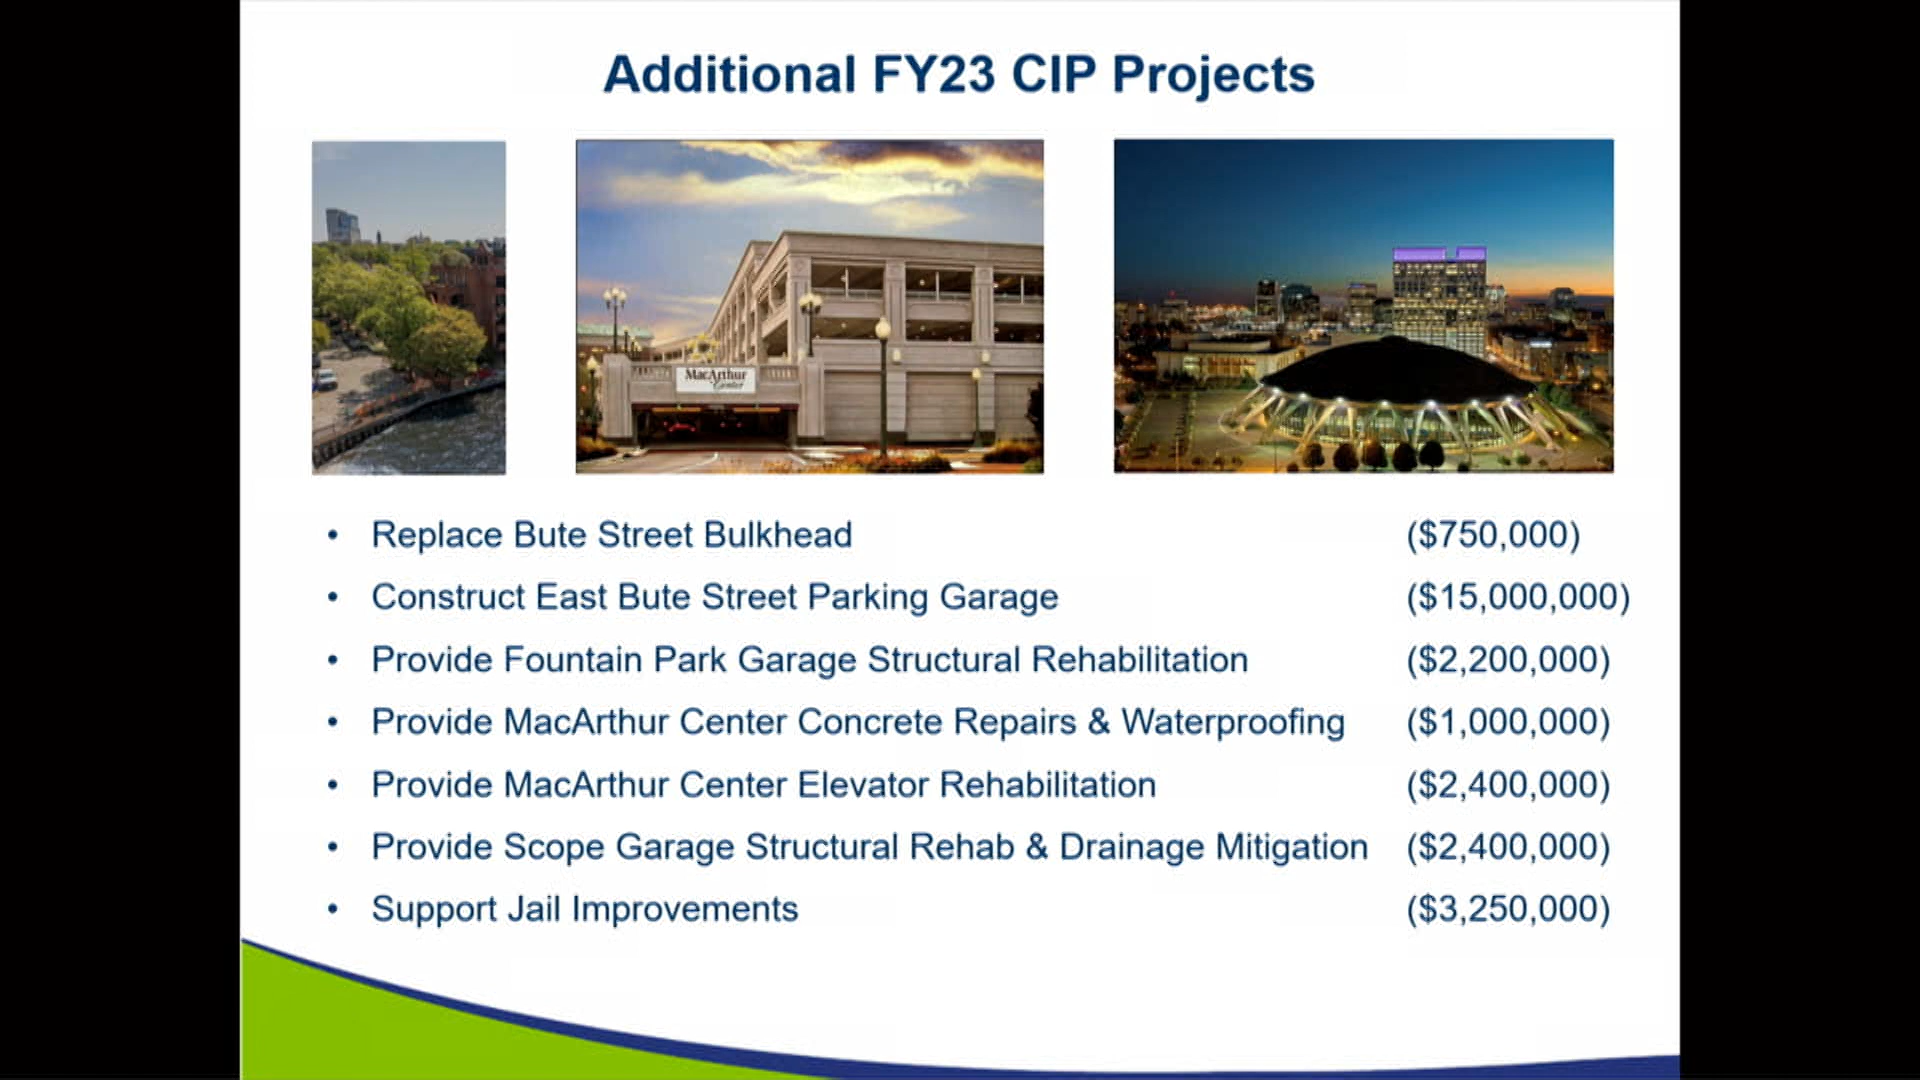 Additional FY23 CIP Projects
MacArthur
Center
• Replace Bute Street Bulkhead ($750,000)
• Construct East Bute Street Parking Garage ($15,000,000)
• Provide Fountain Park Garage Structural Rehabilitation ($2,200,000)
• Provide MacArthur Center Concrete Repairs & Waterproofing ($1,000,000)
• Provide MacArthur Center Elevator Rehabilitation ($2,400,000)
• Provide Scope Garage Structural Rehab & Drainage Mitigation ($2,400,000)
• Support Jail Improvements ($3,250,000)